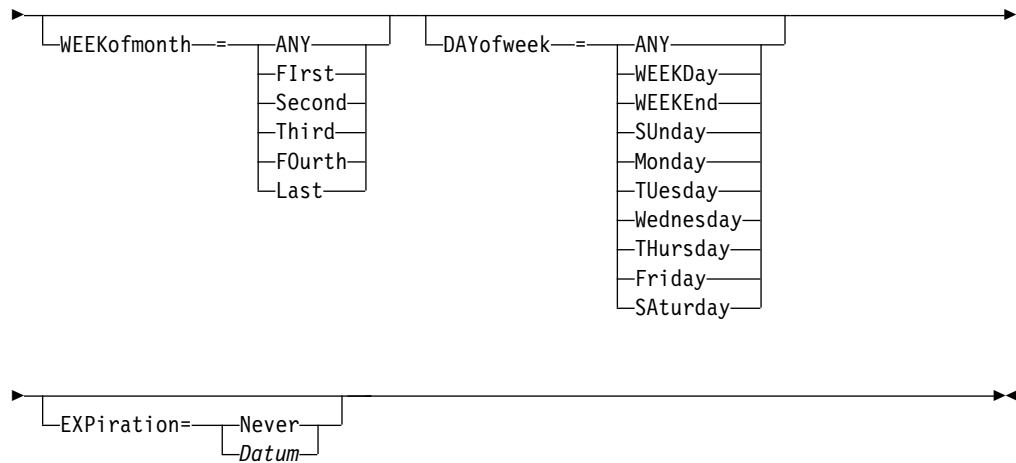 WEEKofmonth = ANY
FIrst
Second
Third
FOurth
Last
DAYofweek = ANY
WEEKDay
WEEKEnd
SUnday
Monday
TUesday
Wednesday
THursday
Friday
SAturday
EXPiration= Never
Datum